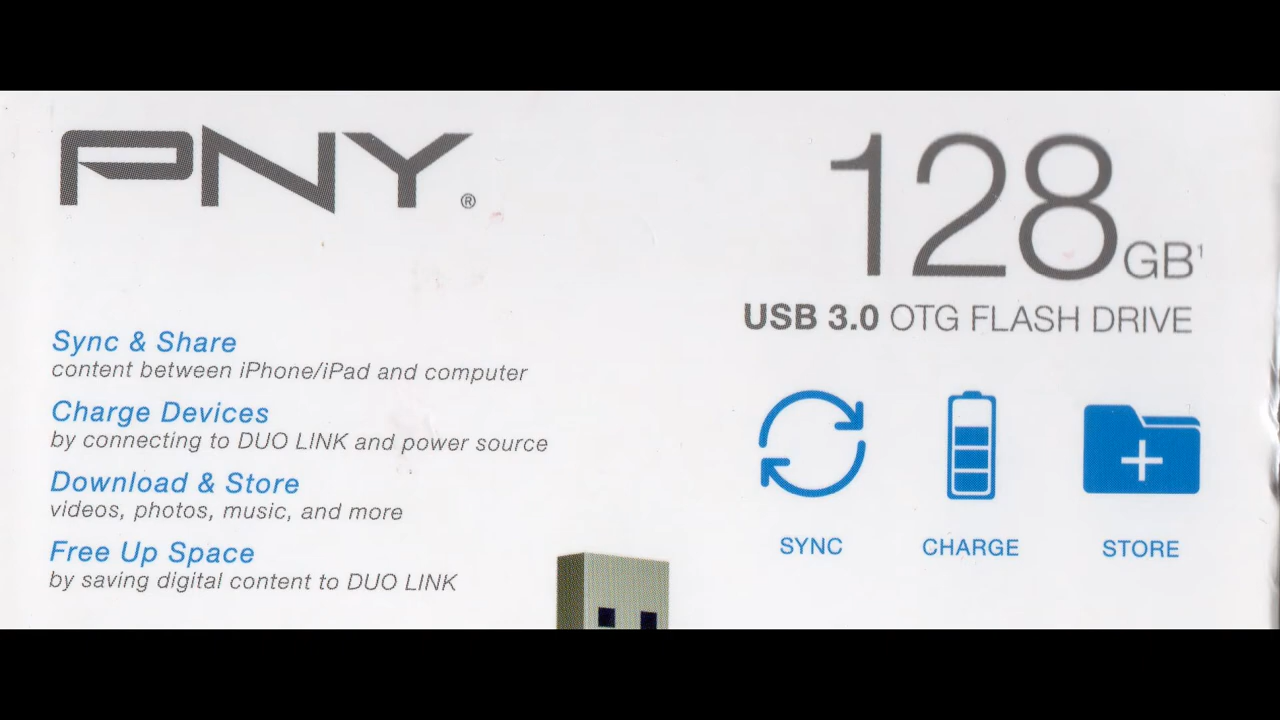 PNY®
128GB¹
USB 3.0 OTG FLASH DRIVE
Sync & Share
content between iPhone/iPad and computer
Charge Devices
by connecting to DUO LINK and power source
Download & Store
videos, photos, music, and more
Free Up Space
by saving digital content to DUO LINK
SYNC CHARGE STORE